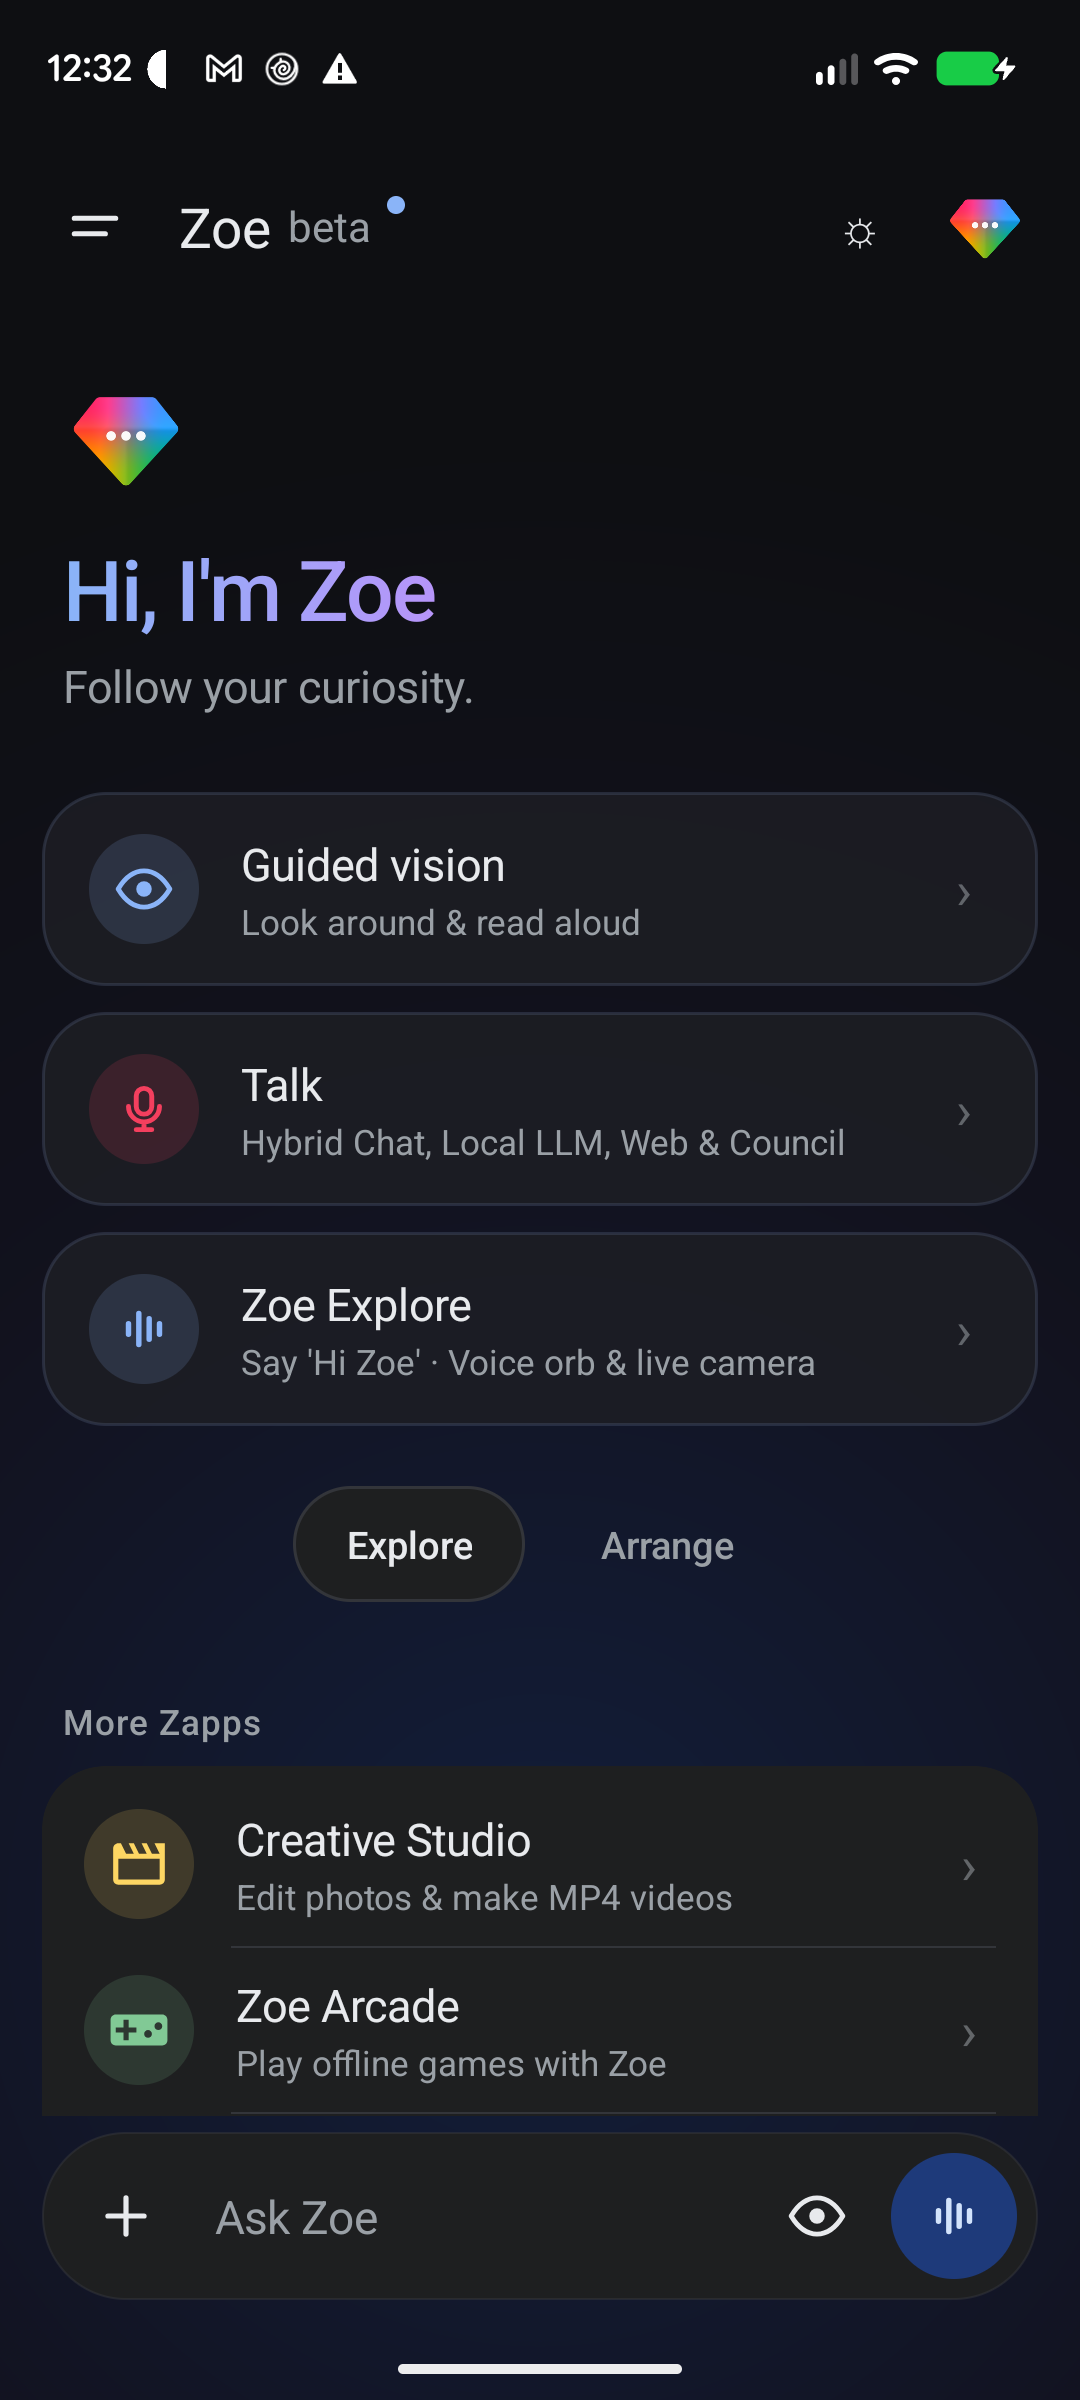 12:32
Zoe beta
Hi, I'm Zoe
Follow your curiosity.
Guided vision
Look around & read aloud
Talk
Hybrid Chat, Local LLM, Web & Council
Zoe Explore
Say 'Hi Zoe' · Voice orb & live camera
Explore
Arrange
More Zapps
Creative Studio
Edit photos & make MP4 videos
Zoe Arcade
Play offline games with Zoe
Ask Zoe